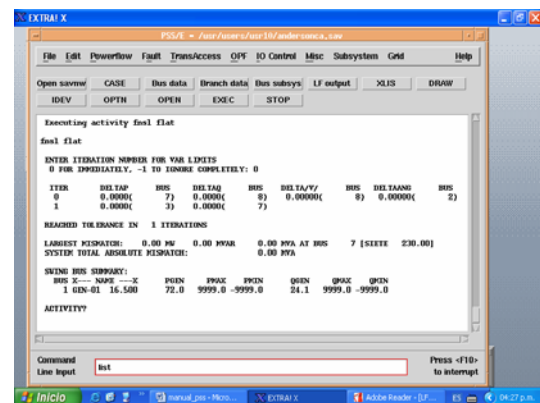 EXTRA! X
PSS/E - /usr/users/usr10/andersonca.sav
File Edit Powerflow Fault TransAccess OPF IO Control Misc Subsystem Grid Help
Open savnw CASE Bus data Branch data Bus subsys LF output XLIS DRAW
IDEV OPTN OPEN EXEC STOP
Executing activity fnsl flat
fnsl flat
ENTER ITERATION NUMBER FOR VAR LIMITS
0 FOR IMMEDIATELY, -1 TO IGNORE COMPLETELY: 0
ITER DELTAP BUS DELTAQ BUS DELTA/V/ BUS DELTAANG BUS
0 0.0000( 7) 0.0000( 8) 0.00000( 8) 0.00000( 2)
1 0.0000( 3) 0.0000( 7)
REACHED TOLERANCE IN 1 ITERATIONS
LARGEST MISMATCH: 0.00 MW 0.00 MVAR 0.00 MVA AT BUS 7 [SIETE 230.00]
SYSTEM TOTAL ABSOLUTE MISMATCH: 0.00 MVA
SWING BUS SUMMARY:
BUS X--- NAME ---X PGEN PMAX PMIN QGEN QMAX QMIN
1 GEN-01 16.500 72.0 9999.0 -9999.0 24.1 9999.0 -9999.0
ACTIVITY?
Command Line Input list Press <F10> to interrupt
Inicio manual_pss - Micro... EXTRA! X Adobe Reader - [LF... ES 04:27 p.m.